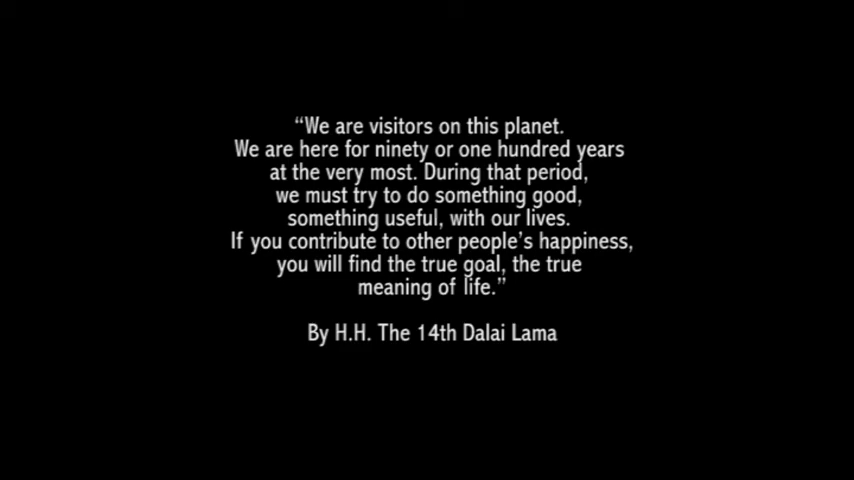 “We are visitors on this planet.
We are here for ninety or one hundred years
at the very most. During that period,
we must try to do something good,
something useful, with our lives.
If you contribute to other people’s happiness,
you will find the true goal, the true
meaning of life.”
By H.H. The 14th Dalai Lama